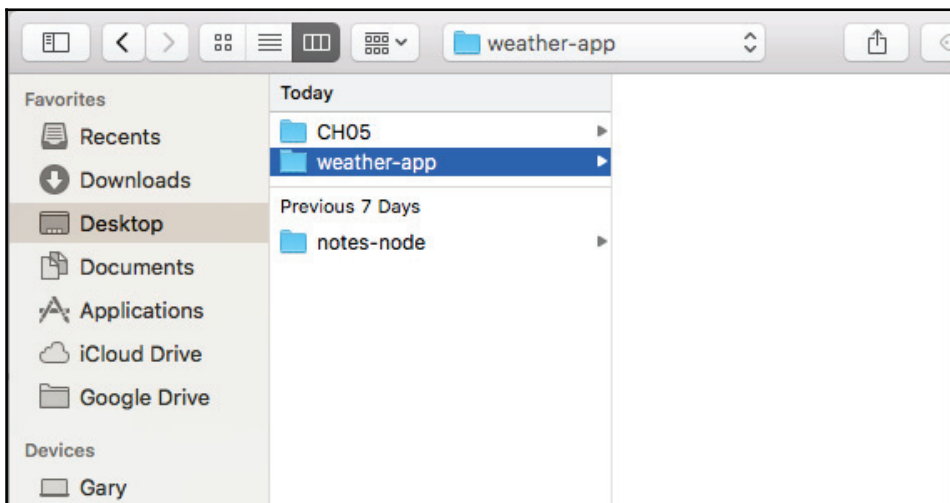 weather-app
Favorites
Recents
Downloads
Desktop
Documents
Applications
iCloud Drive
Google Drive
Devices
Gary
Today
CH05
weather-app
Previous 7 Days
notes-node